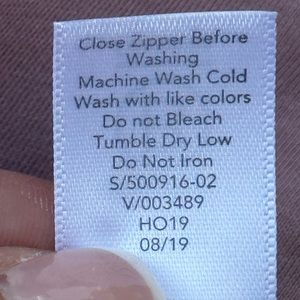 Close Zipper Before
Washing
Machine Wash Cold
Wash with like colors
Do not Bleach
Tumble Dry Low
Do Not Iron
S/500916-02
V/003489
HO19
08/19